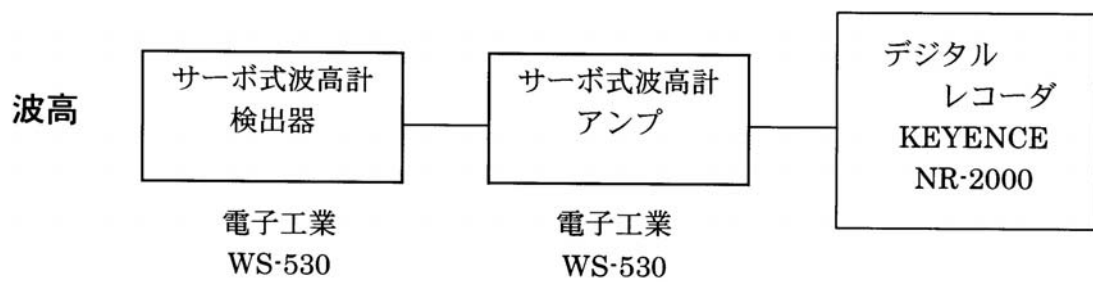 波高
サーボ式波高計
検出器
電子工業
WS-530
サーボ式波高計
アンプ
電子工業
WS-530
デジタル
レコーダ
KEYENCE
NR-2000